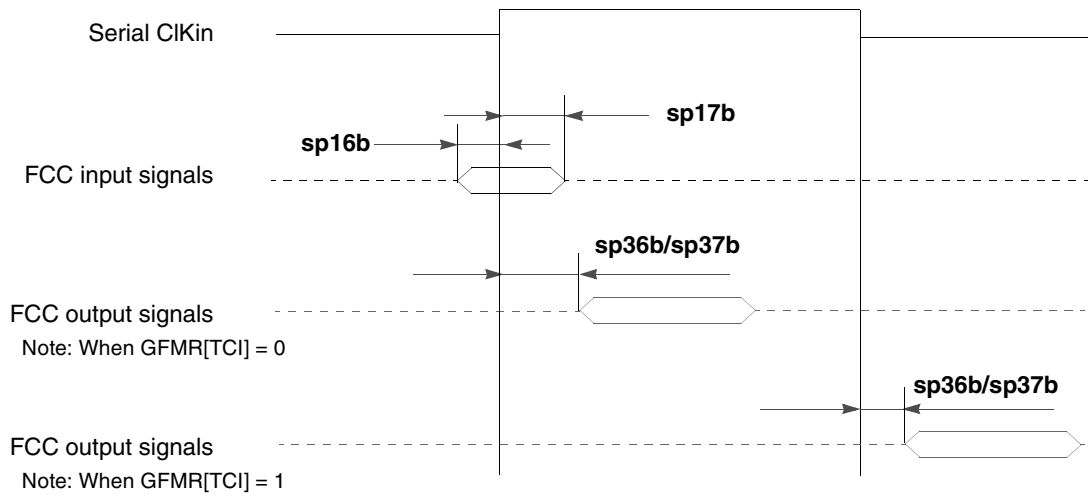 Serial ClKin
sp17b
sp16b
FCC input signals
sp36b/sp37b
FCC output signals
Note: When GFMR[TCI] = 0
sp36b/sp37b
FCC output signals
Note: When GFMR[TCI] = 1